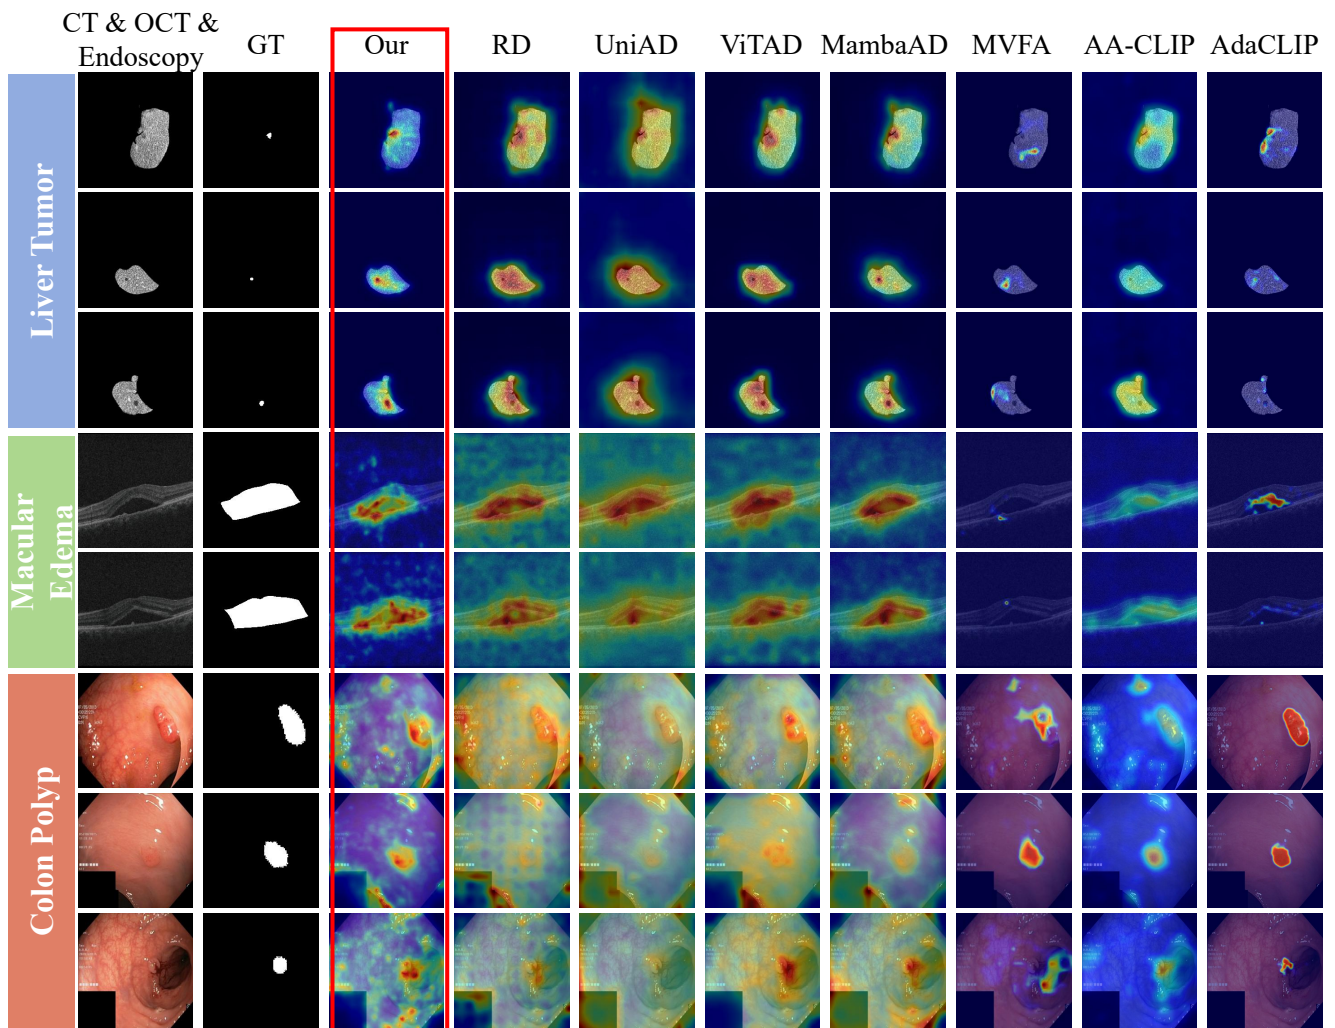 CT & OCT &
Endoscopy
GT
Our
RD
UniAD
ViTAD
MambaAD
MVFA
AA-CLIP
AdaCLIP
Liver Tumor
Macular
Edema
Colon Polyp